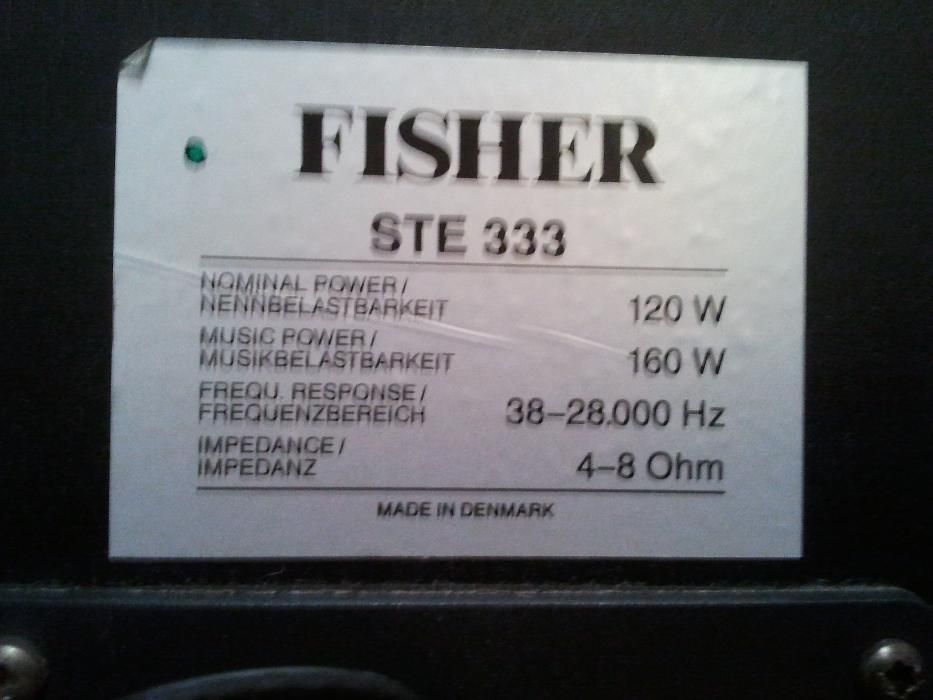 FISHER
STE 333
NOMINAL POWER/
NENNBELASTBARKEIT 120 W
MUSIC POWER/
MUSIKBELASTBARKEIT 160 W
FREQU. RESPONSE/
FREQUENZBEREICH 38–28.000 Hz
IMPEDANCE/
IMPEDANZ 4–8 Ohm
MADE IN DENMARK